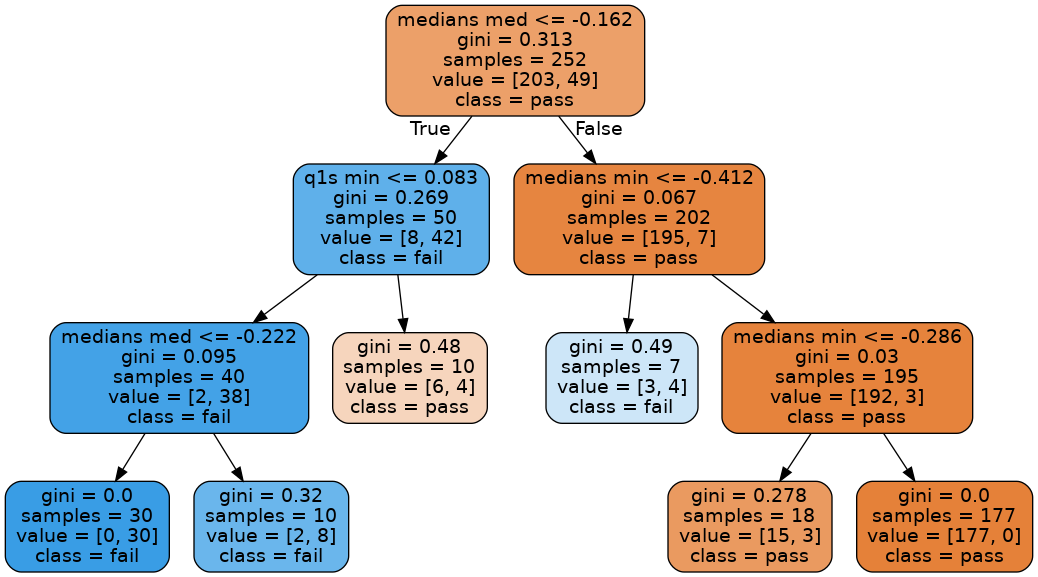 medians med <= -0.162
gini = 0.313
samples = 252
value = [203, 49]
class = pass
True
False
q1s min <= 0.083
gini = 0.269
samples = 50
value = [8, 42]
class = fail
medians min <= -0.412
gini = 0.067
samples = 202
value = [195, 7]
class = pass
medians med <= -0.222
gini = 0.095
samples = 40
value = [2, 38]
class = fail
gini = 0.48
samples = 10
value = [6, 4]
class = pass
gini = 0.49
samples = 7
value = [3, 4]
class = fail
medians min <= -0.286
gini = 0.03
samples = 195
value = [192, 3]
class = pass
gini = 0.0
samples = 30
value = [0, 30]
class = fail
gini = 0.32
samples = 10
value = [2, 8]
class = fail
gini = 0.278
samples = 18
value = [15, 3]
class = pass
gini = 0.0
samples = 177
value = [177, 0]
class = pass